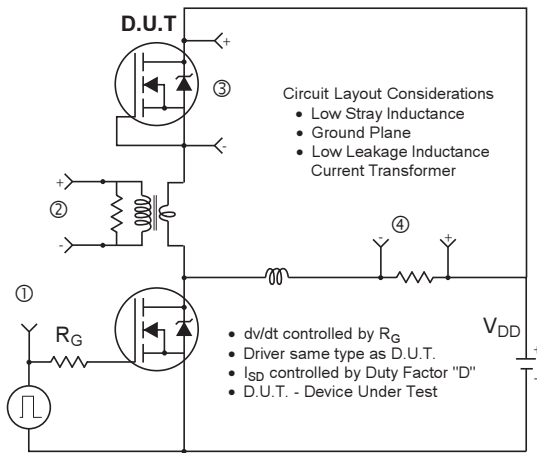 D.U.T
+
③
-
Circuit Layout Considerations
• Low Stray Inductance
• Ground Plane
• Low Leakage Inductance
Current Transformer
+
②
-
④
-
+
①
RG
• dv/dt controlled by RG
• Driver same type as D.U.T.
• ISD controlled by Duty Factor "D"
• D.U.T. - Device Under Test
VDD
+
-